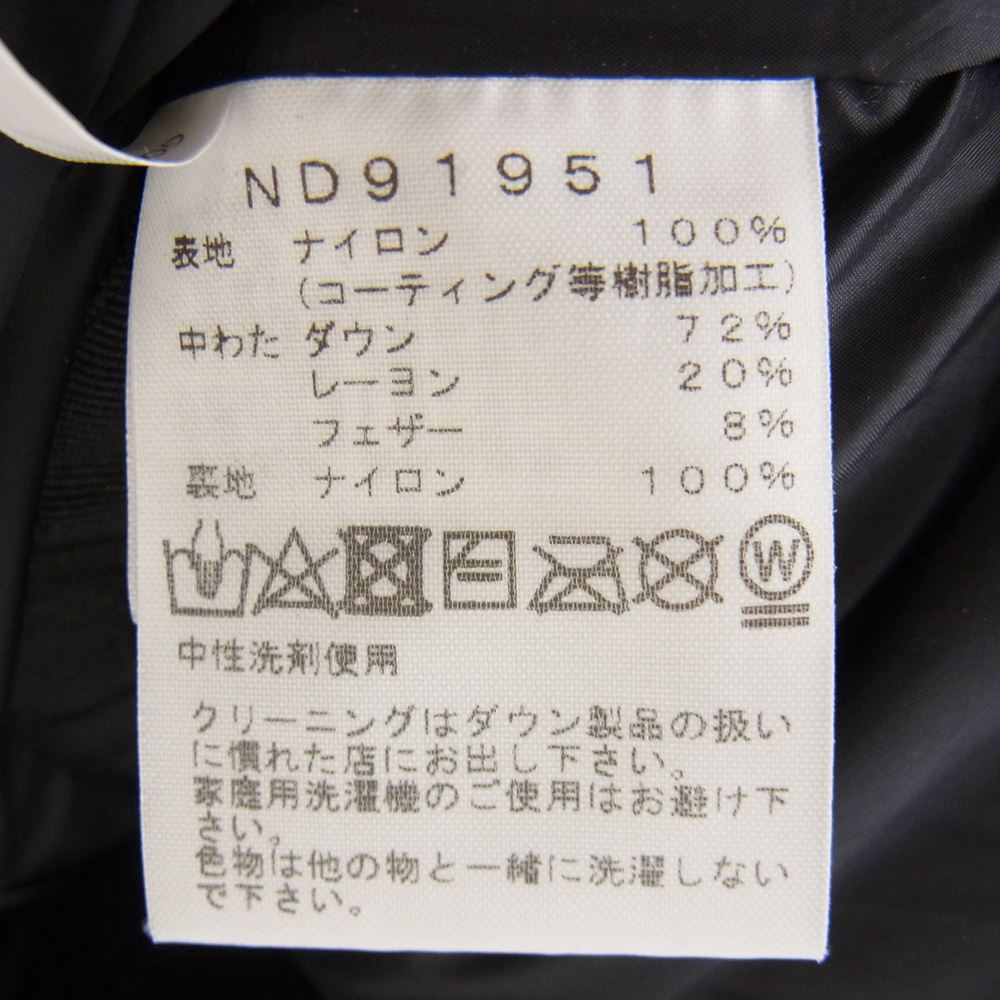 ND91951
表地 ナイロン 100%
(コーティング等樹脂加工)
中わた ダウン 72%
レーヨン 20%
フェザー 8%
裏地 ナイロン 100%
W
中性洗剤使用
クリーニングはダウン製品の扱い
に慣れた店にお出し下さい。
家庭用洗濯機のご使用はお避け下
さい。
色物は他の物と一緒に洗濯しない
で下さい。